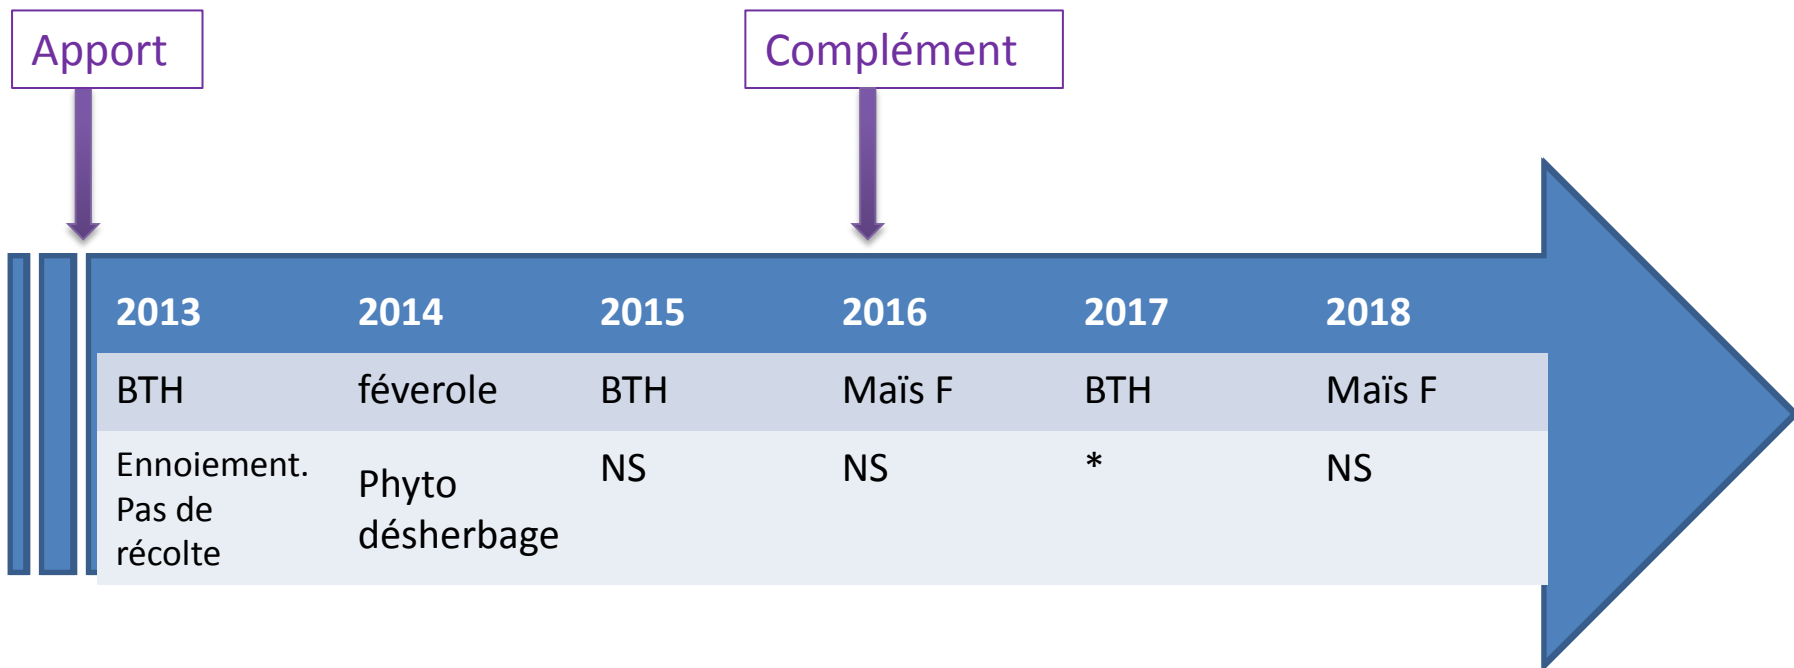 Apport
Complément
2013 2014 2015 2016 2017 2018
BTH féverole BTH Maïs F BTH Maïs F
Ennoiement.
Pas de
récolte
Phyto
désherbage
NS NS * NS